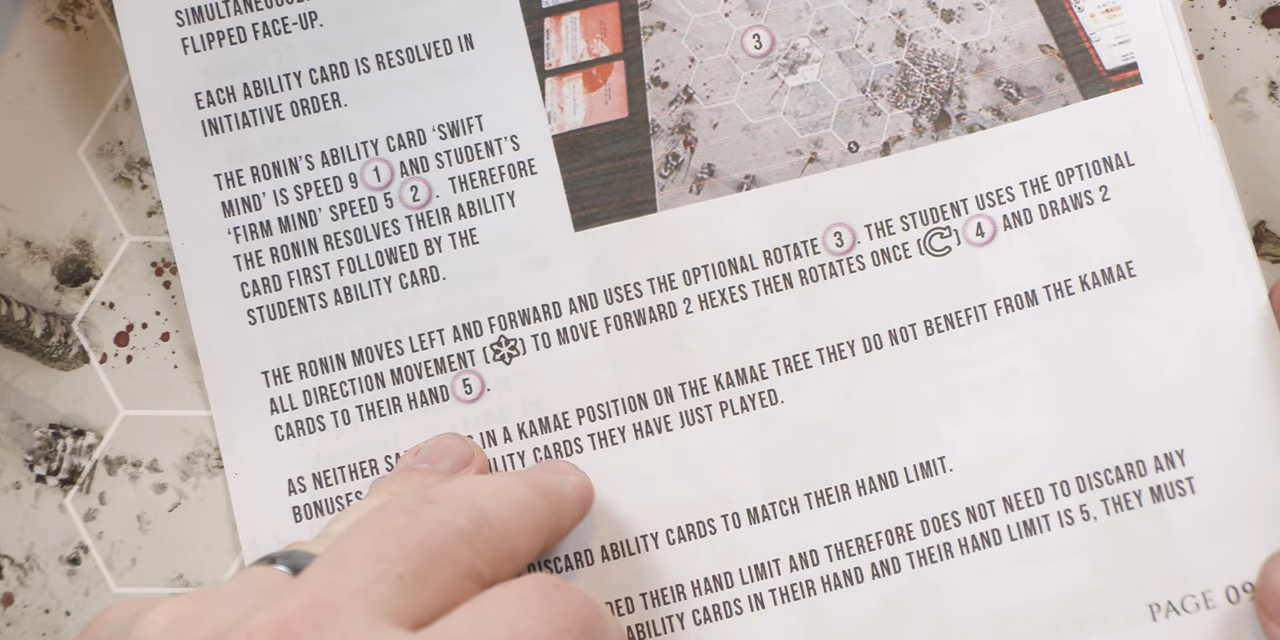 FLIPPED FACE-UP.
EACH ABILITY CARD IS RESOLVED IN
INITIATIVE ORDER.
THE RONIN'S ABILITY CARD 'SWIFT
MIND' IS SPEED 9 1 AND STUDENT'S
'FIRM MIND' SPEED 5 2. THEREFORE
THE RONIN RESOLVES THEIR ABILITY
CARD FIRST FOLLOWED BY THE
STUDENTS ABILITY CARD.
3
THE RONIN MOVES LEFT AND FORWARD AND USES THE OPTIONAL ROTATE 3. THE STUDENT USES THE OPTIONAL
ALL DIRECTION MOVEMENT [ ] TO MOVE FORWARD 2 HEXES THEN ROTATES ONCE [ ] 4 AND DRAWS 2
CARDS TO THEIR HAND 5.
AS NEITHER IN A KAMAE POSITION ON THE KAMAE TREE THEY DO NOT BENEFIT FROM THE KAMAE
BONUSES CARDS THEY HAVE JUST PLAYED.
DISCARD ABILITY CARDS TO MATCH THEIR HAND LIMIT.
THEIR HAND LIMIT AND THEREFORE DOES NOT NEED TO DISCARD ANY
ABILITY CARDS IN THEIR HAND AND THEIR HAND LIMIT IS 5, THEY MUST
PAGE 09